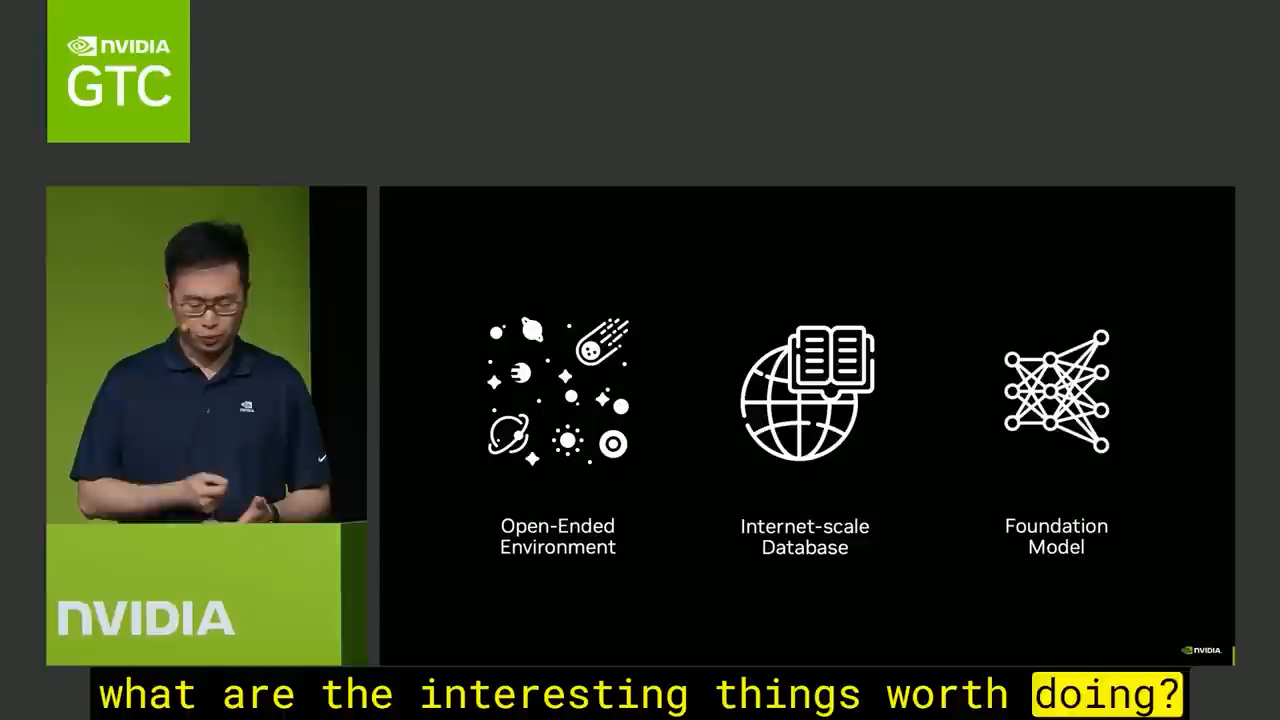 NVIDIA
GTC
Open-Ended
Environment
Internet-scale
Database
Foundation
Model
NVIDIA
NVIDIA
what are the interesting things worth doing?